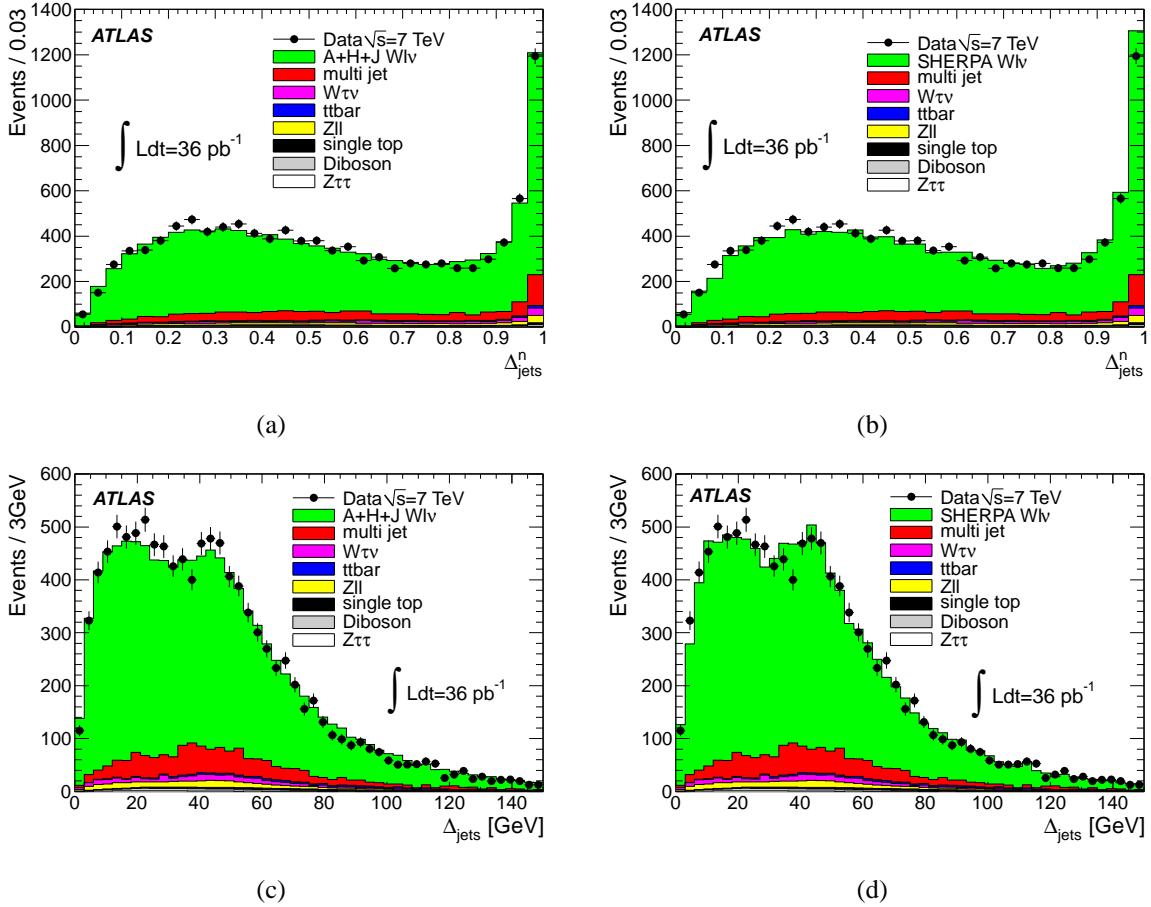 Events / 0.03
1400
1200
1000
800
600
400
200
0
ATLAS
Data√s=7 TeV
A+H+J Wlν
multi jet
Wτν
ttbar
Zll
single top
Diboson
Zττ
∫ Ldt=36 pb⁻¹
0 0.1 0.2 0.3 0.4 0.5 0.6 0.7 0.8 0.9 1
Δⁿjets
(a)
Events / 0.03
1400
1200
1000
800
600
400
200
0
ATLAS
Data√s=7 TeV
SHERPA Wlν
multi jet
Wτν
ttbar
Zll
single top
Diboson
Zττ
∫ Ldt=36 pb⁻¹
0 0.1 0.2 0.3 0.4 0.5 0.6 0.7 0.8 0.9 1
Δⁿjets
(b)
Events / 3GeV
600
500
400
300
200
100
0
ATLAS
Data√s=7 TeV
A+H+J Wlν
multi jet
Wτν
ttbar
Zll
single top
Diboson
Zττ
∫ Ldt=36 pb⁻¹
0 20 40 60 80 100 120 140
Δjets [GeV]
(c)
Events / 3GeV
600
500
400
300
200
100
0
ATLAS
Data√s=7 TeV
SHERPA Wlν
multi jet
Wτν
ttbar
Zll
single top
Diboson
Zττ
∫ Ldt=36 pb⁻¹
0 20 40 60 80 100 120 140
Δjets [GeV]
(d)